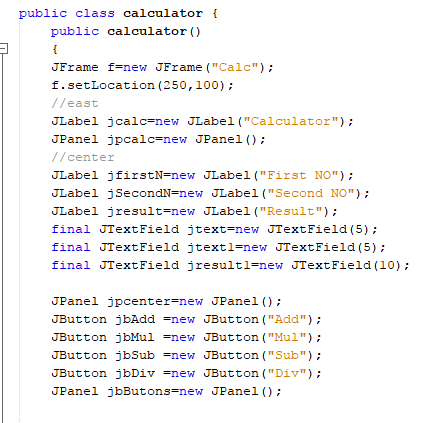 public class calculator {
public calculator()
{
JFrame f=new JFrame("Calc");
f.setLocation(250,100);
//east
JLabel jcalc=new JLabel("Calculator");
JPanel jpcalc=new JPanel();
//center
JLabel jfirstN=new JLabel("First NO");
JLabel jSecondN=new JLabel("Second NO");
JLabel jresult=new JLabel("Result");
final JTextField jtext=new JTextField(5);
final JTextField jtext1=new JTextField(5);
final JTextField jresult1=new JTextField(10);
JPanel jpcenter=new JPanel();
JButton jbAdd =new JButton("Add");
JButton jbMul =new JButton("Mul");
JButton jbSub =new JButton("Sub");
JButton jbDiv =new JButton("Div");
JPanel jbButons=new JPanel();